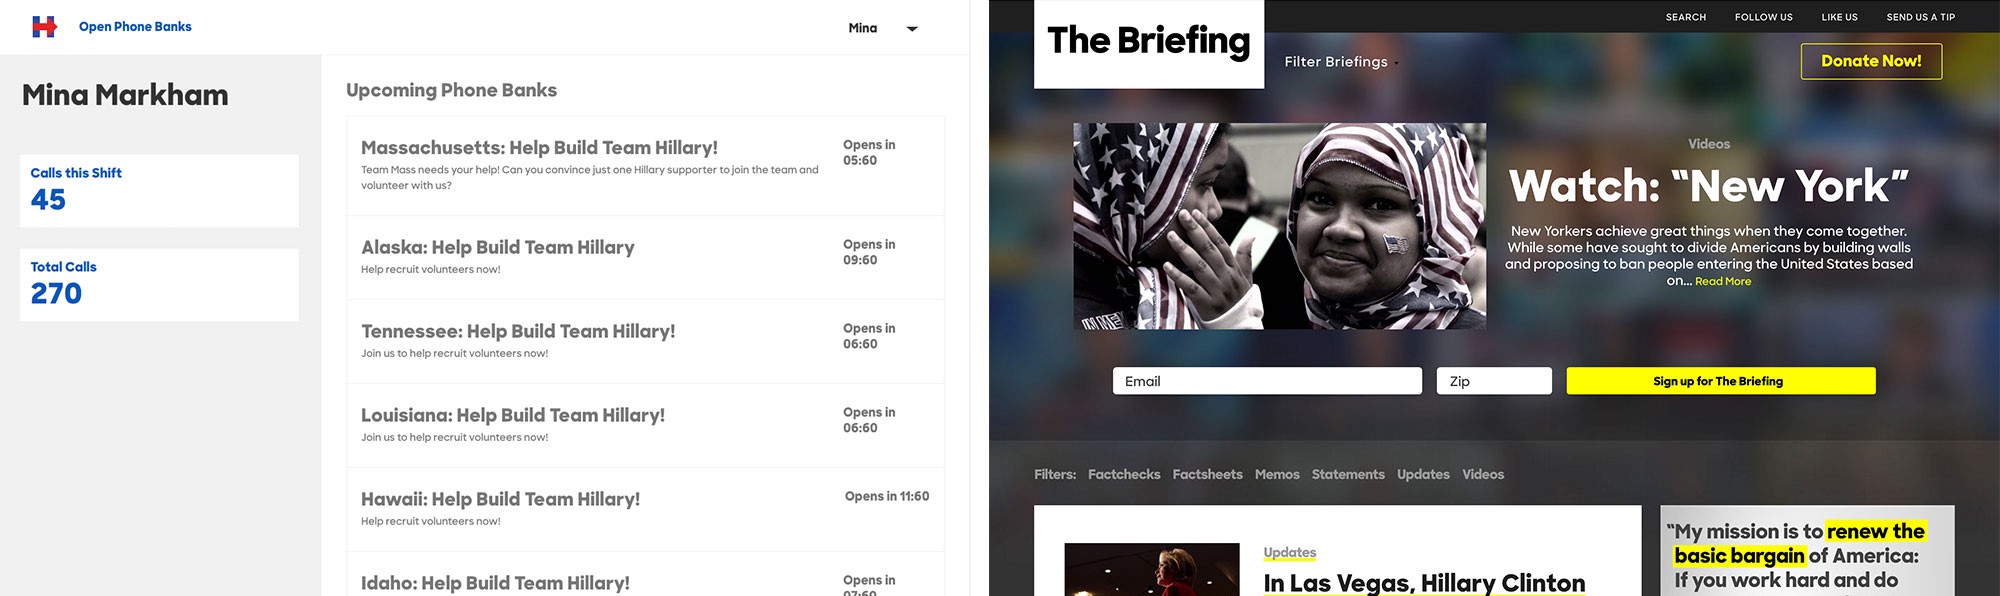 Open Phone Banks
Mina
Mina Markham
Calls this Shift
45
Total Calls
270
Upcoming Phone Banks
Massachusetts: Help Build Team Hillary!
Team Mass needs your help! Can you convince just one Hillary supporter to join the team and
volunteer with us?
Opens in
05:60
Alaska: Help Build Team Hillary
Help recruit volunteers now!
Opens in
09:60
Tennessee: Help Build Team Hillary!
Join us to help recruit volunteers now!
Opens in
06:60
Louisiana: Help Build Team Hillary!
Join us to help recruit volunteers now!
Opens in
06:60
Hawaii: Help Build Team Hillary!
Help recruit volunteers now!
Opens in 11:60
Idaho: Help Build Team Hillary!
Opens in
07:60
SEARCH
FOLLOW US
LIKE US
SEND US A TIP
The Briefing
Filter Briefings
Donate Now!
Videos
Watch: “New York”
New Yorkers achieve great things when they come together.
While some have sought to divide Americans by building walls
and proposing to ban people entering the United States based
on... Read More
Email
Zip
Sign up for The Briefing
Filters: Factchecks Factsheets Memos Statements Updates Videos
Updates
In Las Vegas, Hillary Clinton
“My mission is to renew the
basic bargain of America:
If you work hard and do